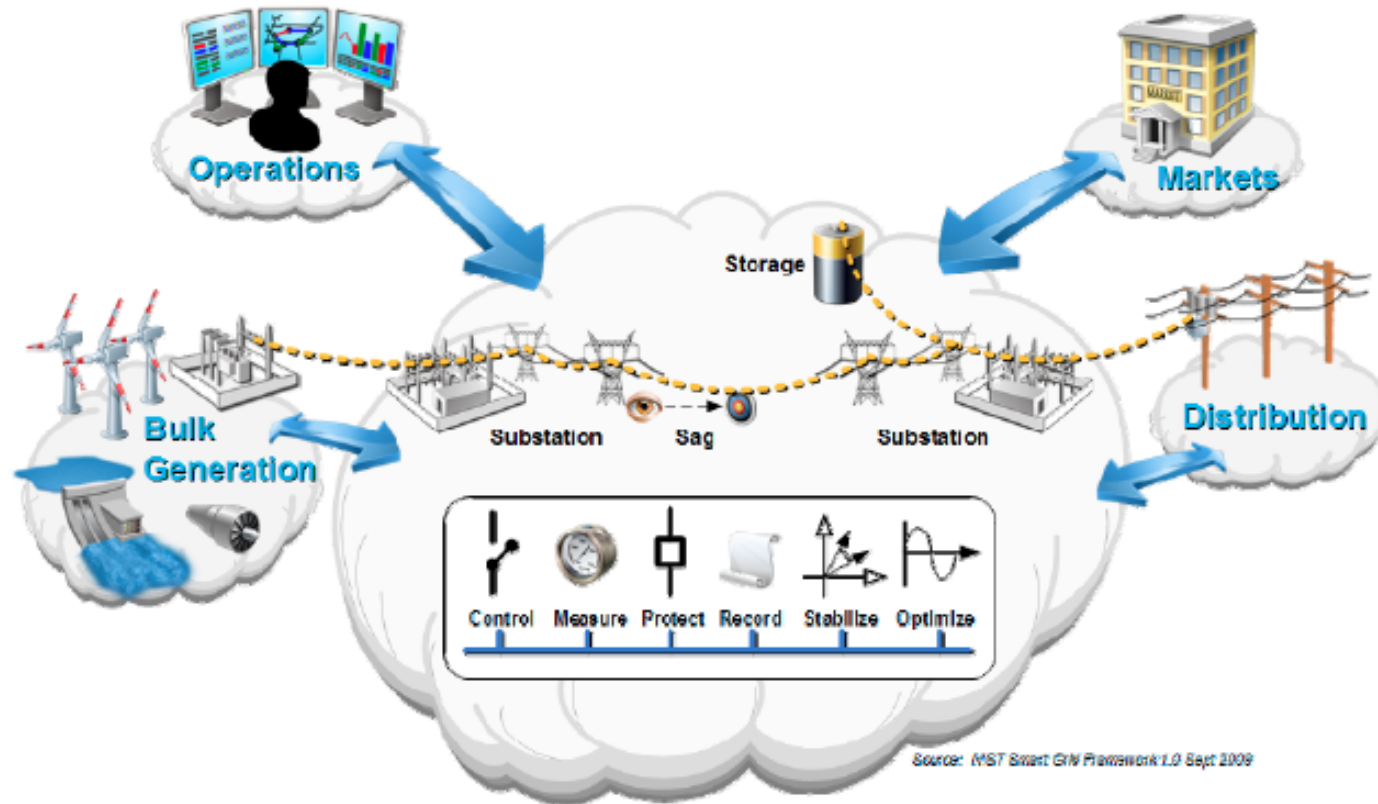 Operations
MARKET
Markets
Storage
Bulk
Generation
Substation
Sag
Substation
Distribution
Control
Measure
Protect
Record
Stabilize
Optimize
Source: NIST Smart Grid Framework 1.0 Sept 2009